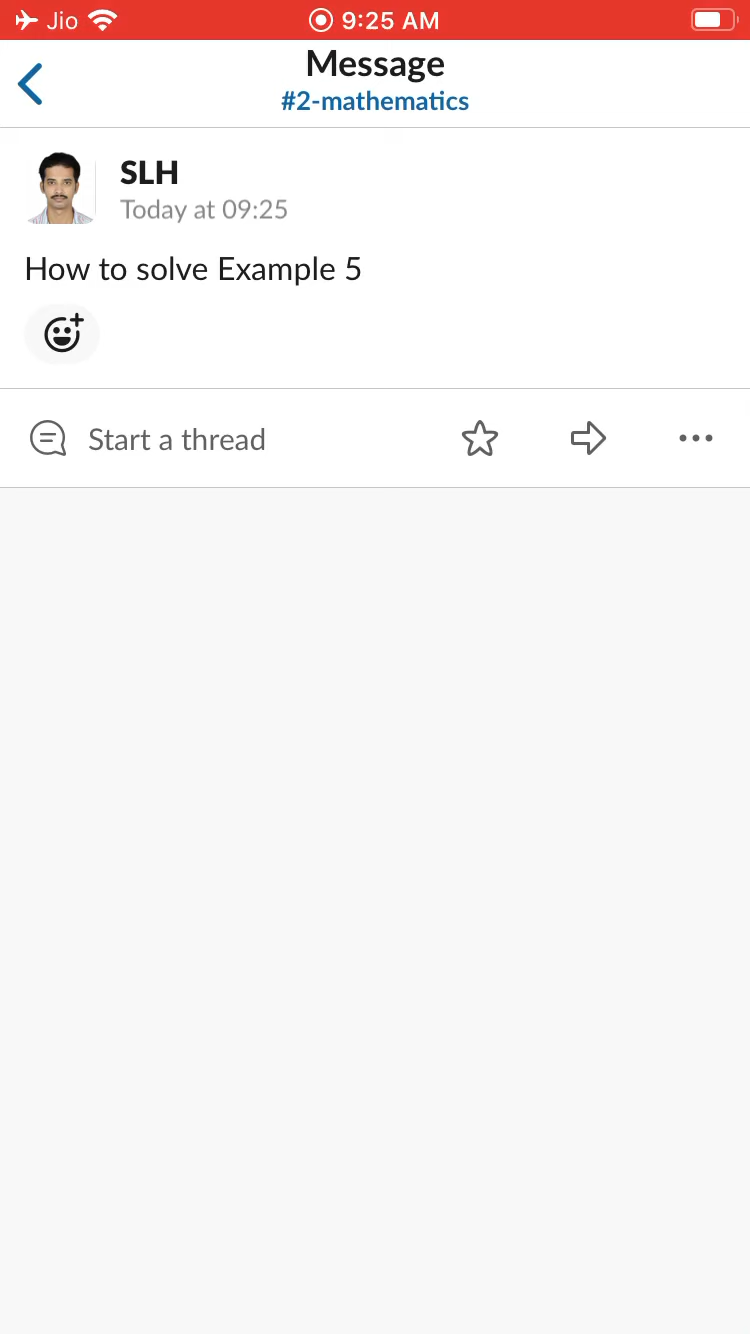 Jio 9:25 AM
Message
#2-mathematics
SLH
Today at 09:25
How to solve Example 5
Start a thread